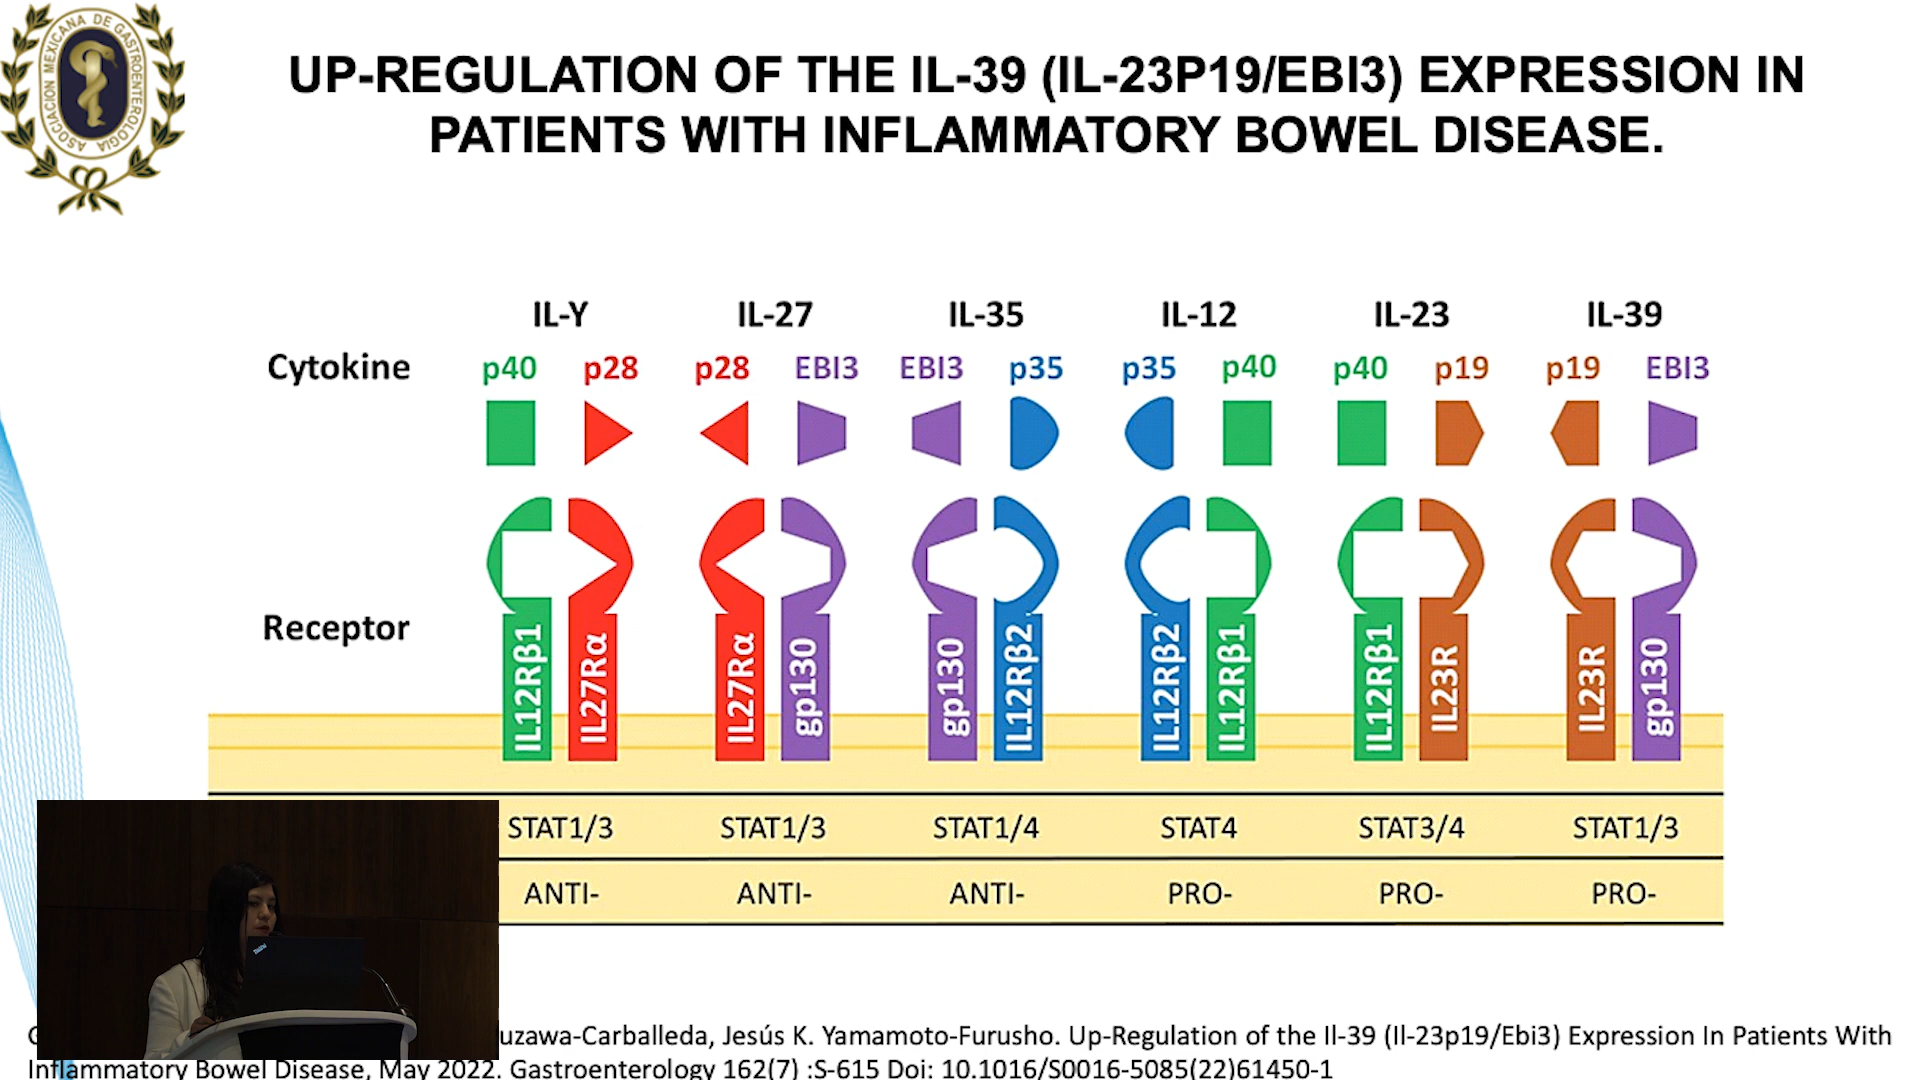 ASOCIACION MEXICANA DE GASTROENTEROLOGIA
UP-REGULATION OF THE IL-39 (IL-23P19/EBI3) EXPRESSION IN
PATIENTS WITH INFLAMMATORY BOWEL DISEASE.
IL-Y IL-27 IL-35 IL-12 IL-23 IL-39
Cytokine p40 p28 p28 EBI3 EBI3 p35 p35 p40 p40 p19 p19 EBI3
Receptor
IL12Rβ1 IL27Rα IL27Rα gp130 gp130 IL12Rβ2 IL12Rβ2 IL12Rβ1 IL12Rβ1 IL23R IL23R gp130
STAT1/3 STAT1/3 STAT1/4 STAT4 STAT3/4 STAT1/3
ANTI- ANTI- ANTI- PRO- PRO- PRO-
ThinkPad
uzawa-Carballeda, Jesús K. Yamamoto-Furusho. Up-Regulation of the Il-39 (Il-23p19/Ebi3) Expression In Patients With
Inflammatory Bowel Disease, May 2022. Gastroenterology 162(7) :S-615 Doi: 10.1016/S0016-5085(22)61450-1